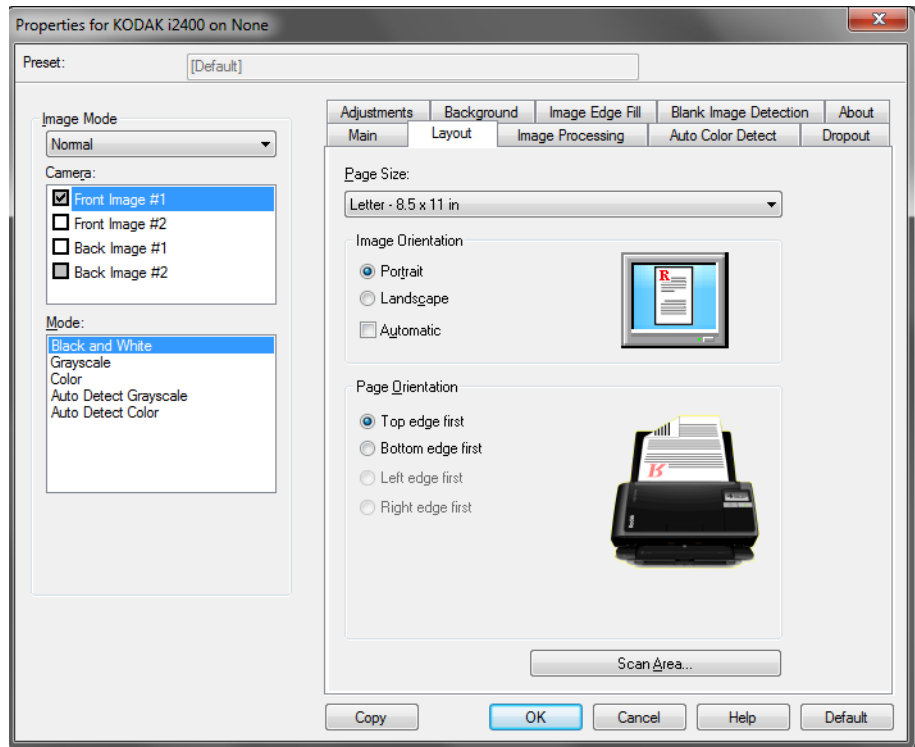 Properties for KODAK i2400 on None
Preset:
[Default]
Image Mode
Normal
Camera:
Front Image #1
Front Image #2
Back Image #1
Back Image #2
Mode:
Black and White
Grayscale
Color
Auto Detect Grayscale
Auto Detect Color
Adjustments Background Image Edge Fill Blank Image Detection About
Main Layout Image Processing Auto Color Detect Dropout
Page Size:
Letter - 8.5 x 11 in
Image Orientation
Portrait
Landscape
Automatic
R
Page Orientation
Top edge first
Bottom edge first
Left edge first
Right edge first
R
Kodak
Scan Area...
Copy OK Cancel Help Default